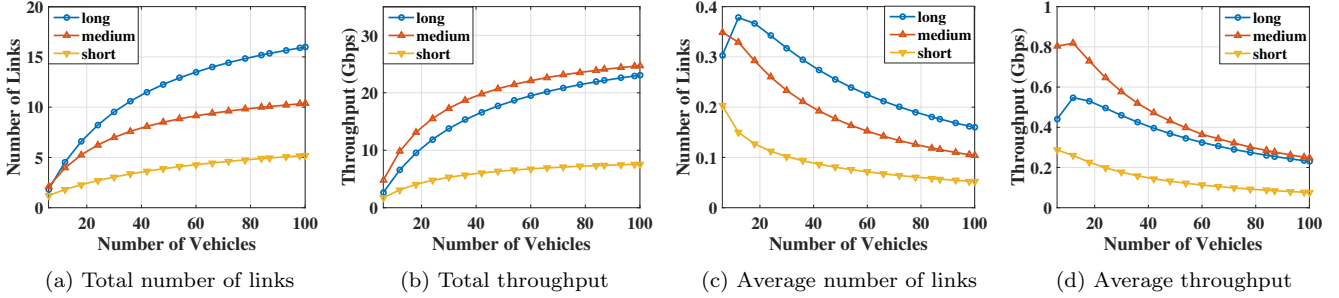 20
15
10
5
0
Number of Links
long
medium
short
20 40 60 80 100
Number of Vehicles
(a) Total number of links
35
30
20
10
0
Throughput (Gbps)
long
medium
short
20 40 60 80 100
Number of Vehicles
(b) Total throughput
0.4
0.3
0.2
0.1
0
Number of Links
long
medium
short
20 40 60 80 100
Number of Vehicles
(c) Average number of links
1
0.8
0.6
0.4
0.2
0
Throughput (Gbps)
long
medium
short
20 40 60 80 100
Number of Vehicles
(d) Average throughput